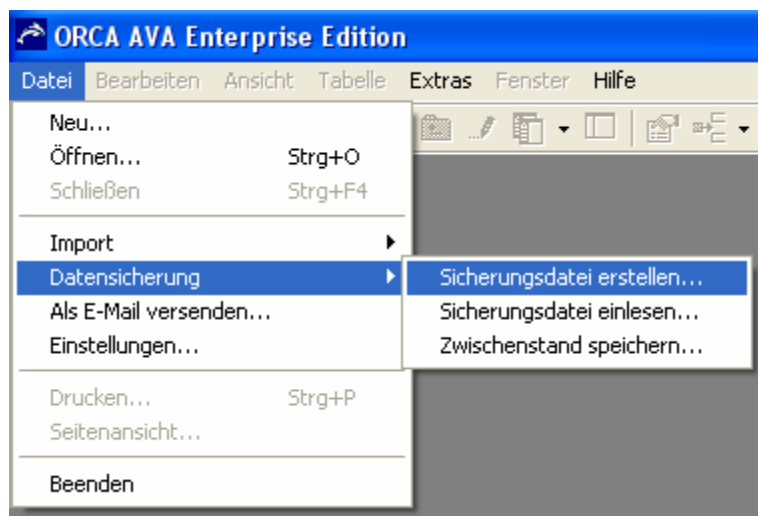 ORCA AVA Enterprise Edition
Datei Bearbeiten Ansicht Tabelle Extras Fenster Hilfe
Neu...
Öffnen... Strg+O
Schließen Strg+F4
Import
Datensicherung
Sicherungsdatei erstellen...
Als E-Mail versenden...
Sicherungsdatei einlesen...
Einstellungen...
Zwischenstand speichern...
Drucken... Strg+P
Seitenansicht...
Beenden